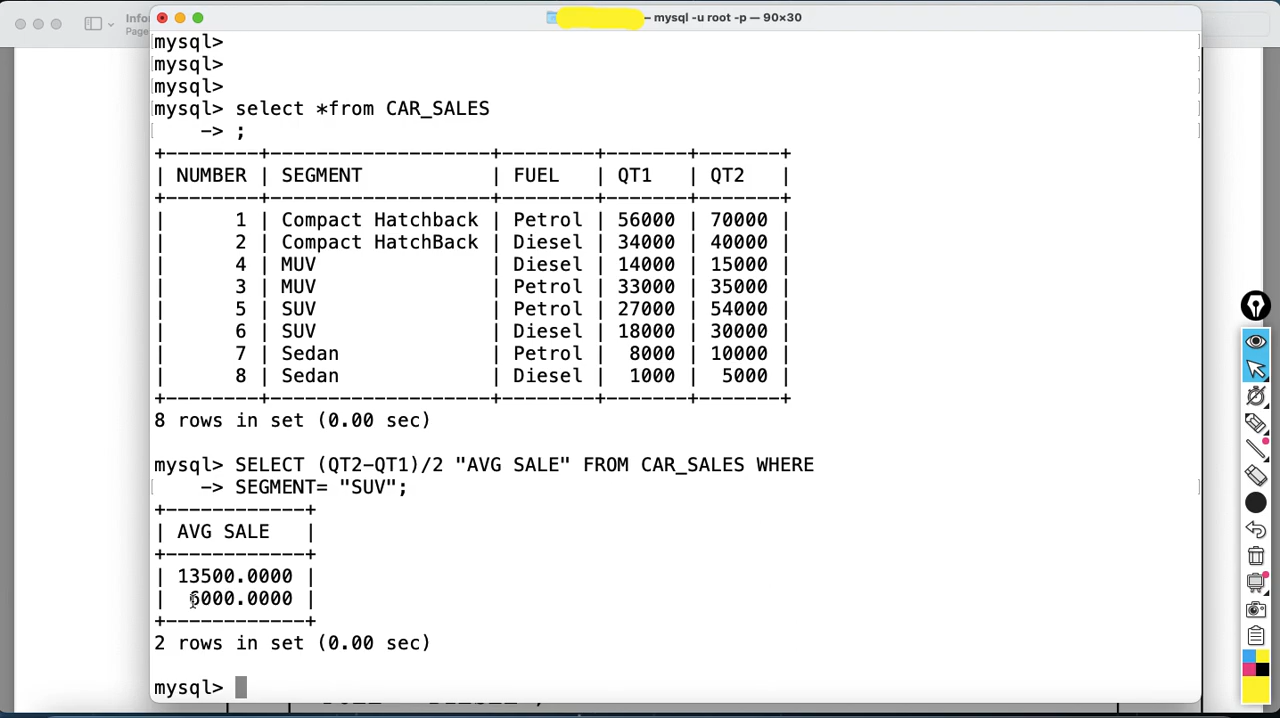 Infor
Page
— mysql -u root -p — 90×30
mysql>
mysql>
mysql>
mysql> select *from CAR_SALES
    -> ;
+--------+-------------------+--------+-------+-------+
| NUMBER | SEGMENT           | FUEL   | QT1   | QT2   |
+--------+-------------------+--------+-------+-------+
|      1 | Compact Hatchback | Petrol | 56000 | 70000 |
|      2 | Compact HatchBack | Diesel | 34000 | 40000 |
|      4 | MUV               | Diesel | 14000 | 15000 |
|      3 | MUV               | Petrol | 33000 | 35000 |
|      5 | SUV               | Petrol | 27000 | 54000 |
|      6 | SUV               | Diesel | 18000 | 30000 |
|      7 | Sedan             | Petrol |  8000 | 10000 |
|      8 | Sedan             | Diesel |  1000 |  5000 |
+--------+-------------------+--------+-------+-------+
8 rows in set (0.00 sec)
mysql> SELECT (QT2-QT1)/2 "AVG SALE" FROM CAR_SALES WHERE
    -> SEGMENT= "SUV";
+------------+
| AVG SALE   |
+------------+
| 13500.0000 |
|  6000.0000 |
+------------+
2 rows in set (0.00 sec)
mysql>